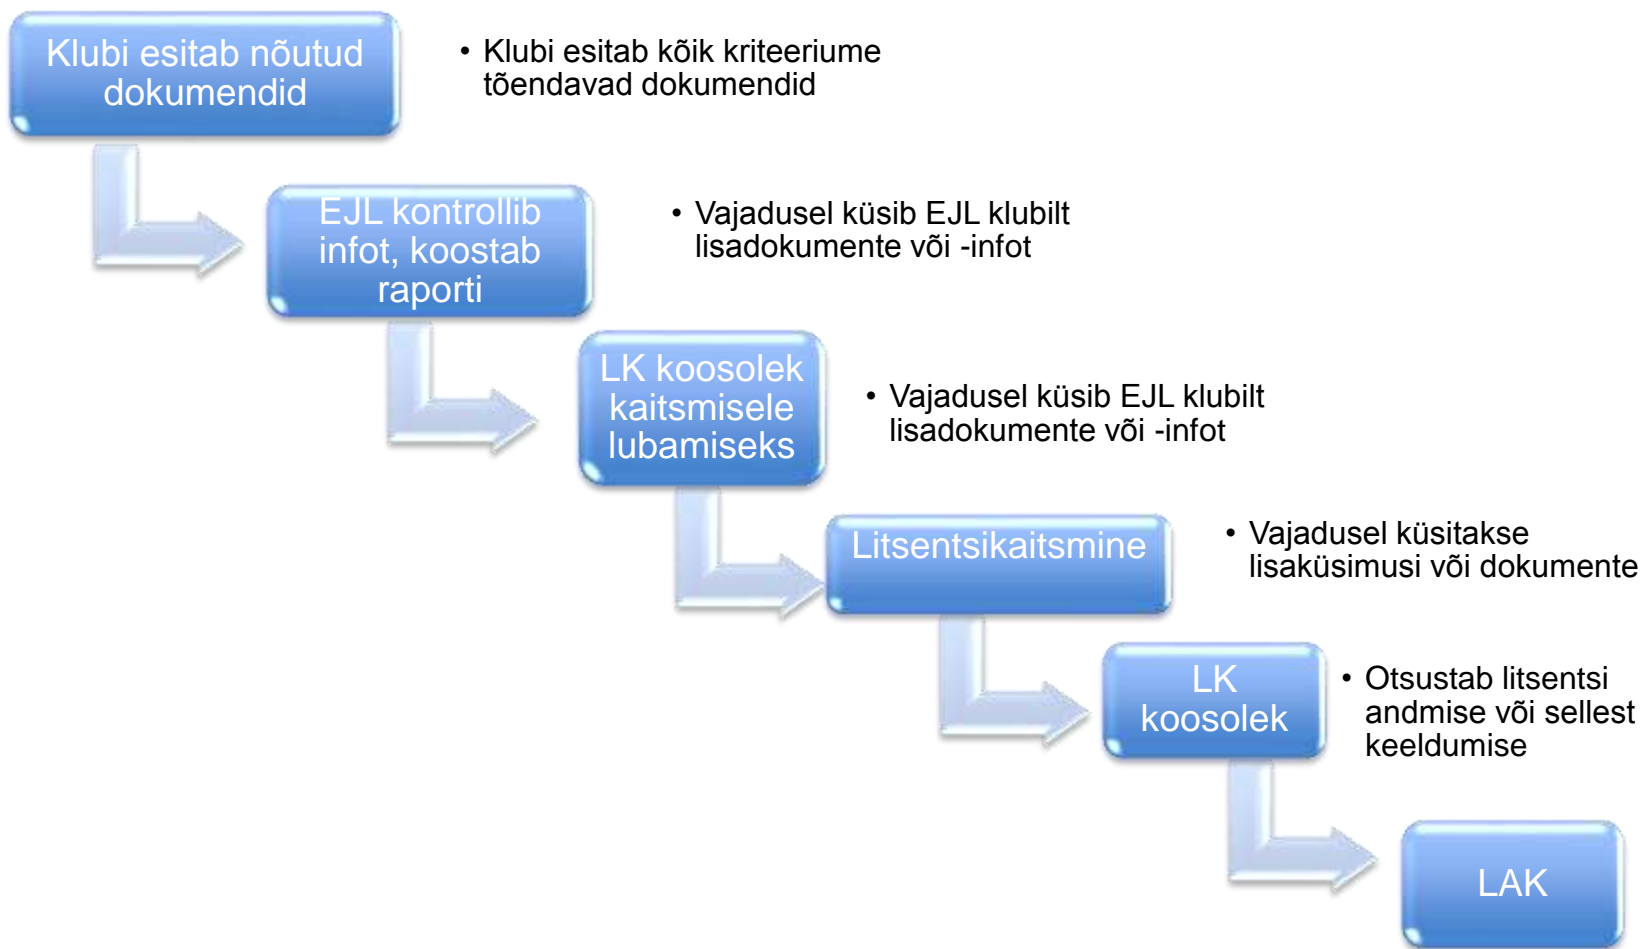 Klubi esitab nõutud
dokumendid
• Klubi esitab kõik kriteeriume
tõendavad dokumendid
EJL kontrollib
infot, koostab
raporti
• Vajadusel küsib EJL klubilt
lisadokumente või -infot
LK koosolek
kaitsmisele
lubamiseks
• Vajadusel küsib EJL klubilt
lisadokumente või -infot
Litsentsikaitsmine
• Vajadusel küsitakse
lisaküsimusi või dokumente
LK
koosolek
• Otsustab litsentsi
andmise või sellest
keeldumise
LAK